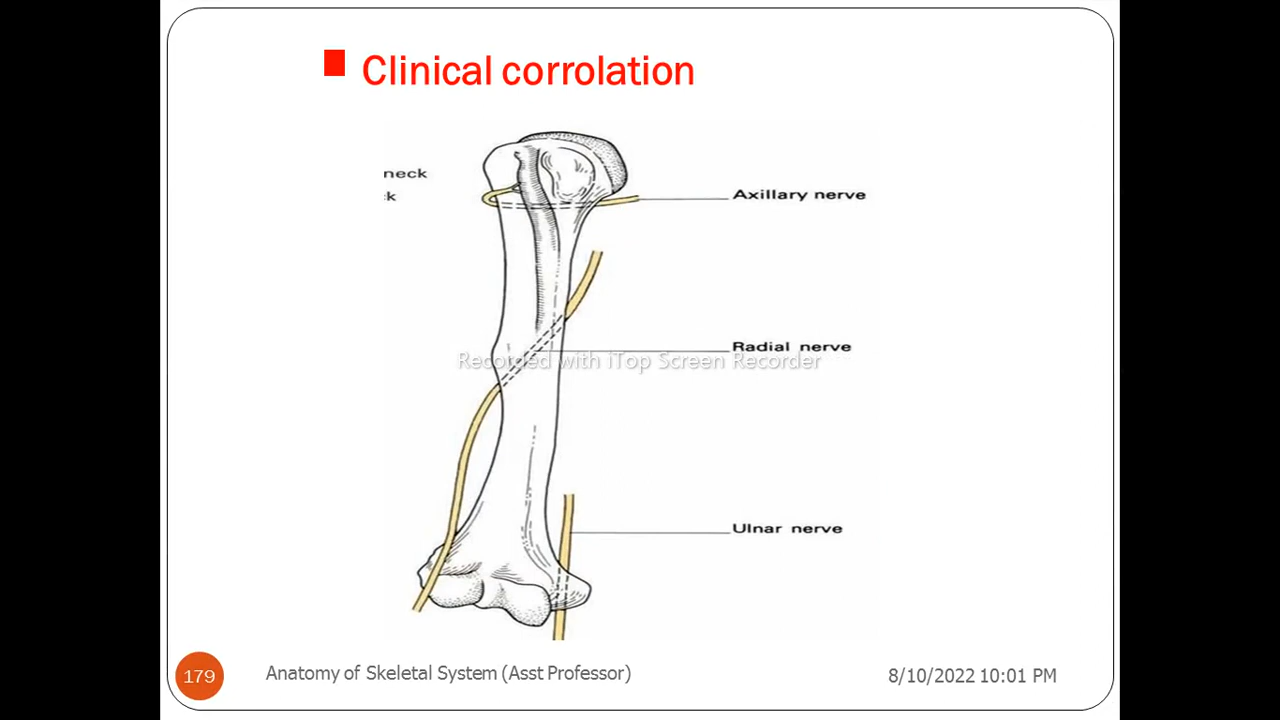 Clinical corrolation
neck
k
Axillary nerve
Radial nerve
Recorded with iTop Screen Recorder
Ulnar nerve
179
Anatomy of Skeletal System (Asst Professor)
8/10/2022 10:01 PM